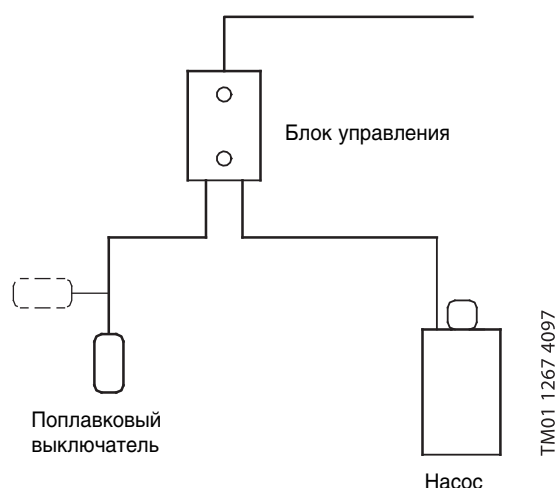 Блок управления
Поплавковый
выключатель
Насос
TM01 1267 4097